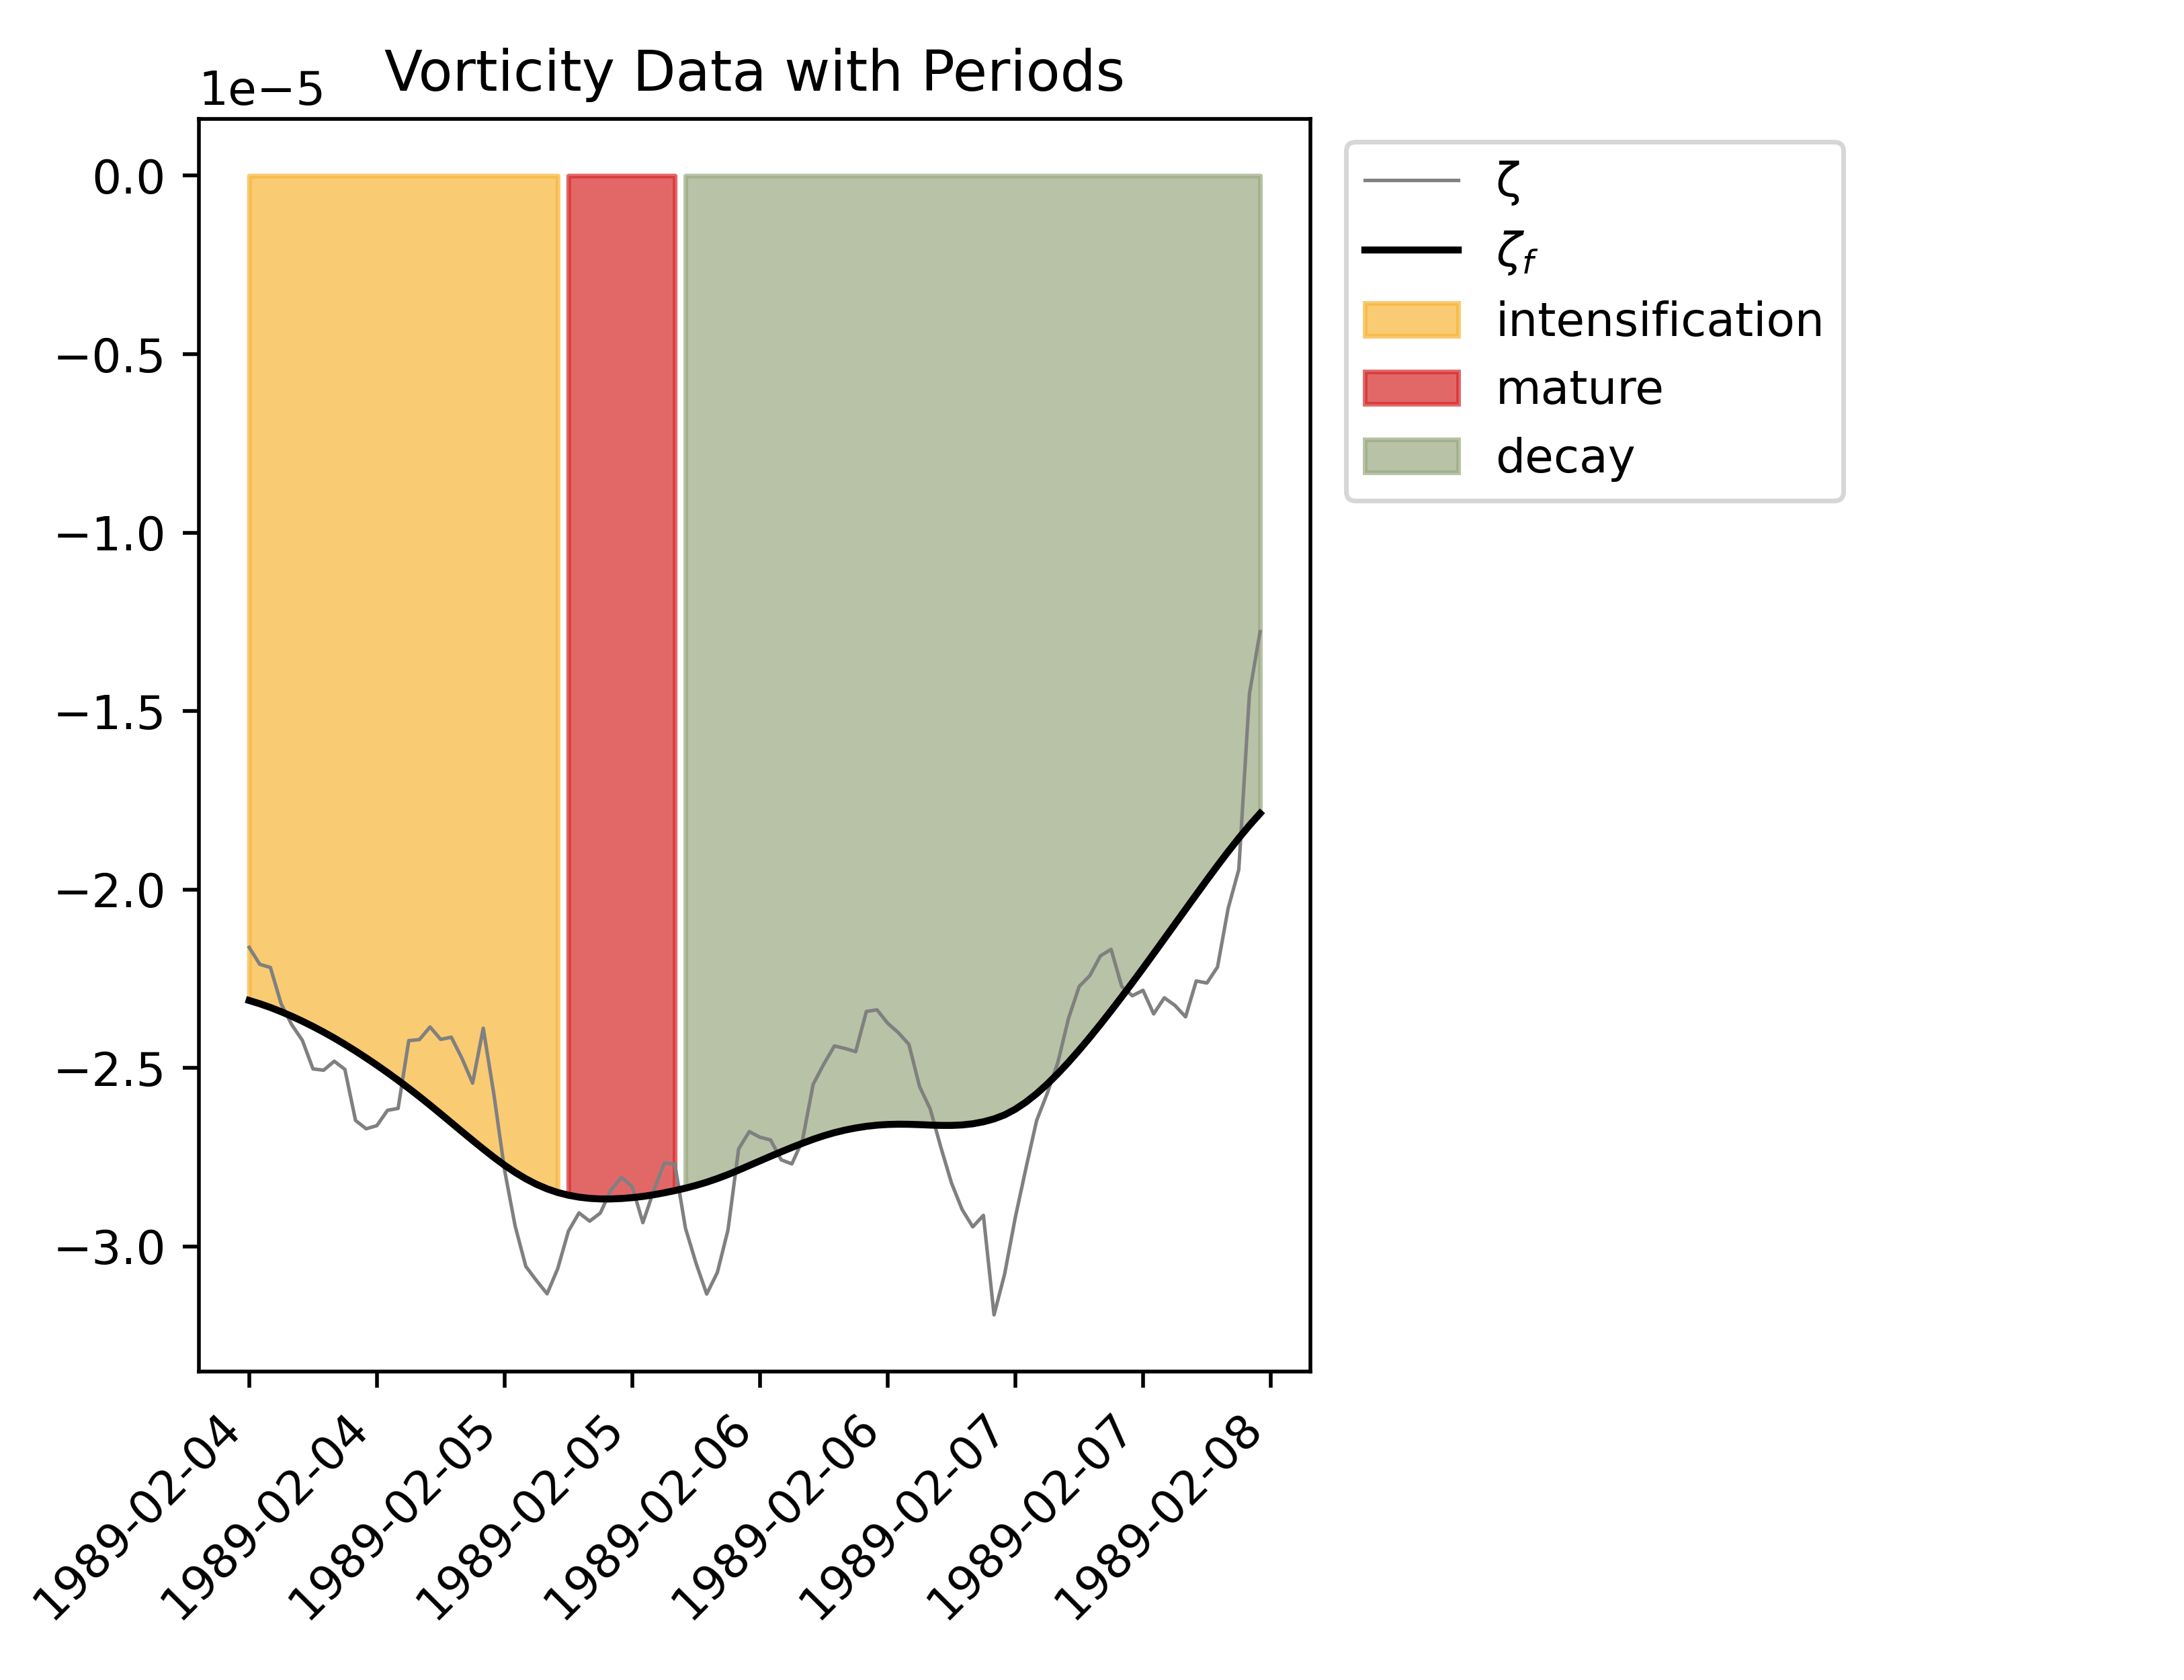 Vorticity Data with Periods
1e−5
0.0
−0.5
−1.0
−1.5
−2.0
−2.5
−3.0
1989-02-04
1989-02-04
1989-02-05
1989-02-05
1989-02-06
1989-02-06
1989-02-07
1989-02-07
1989-02-08
ζ
ζf
intensification
mature
decay